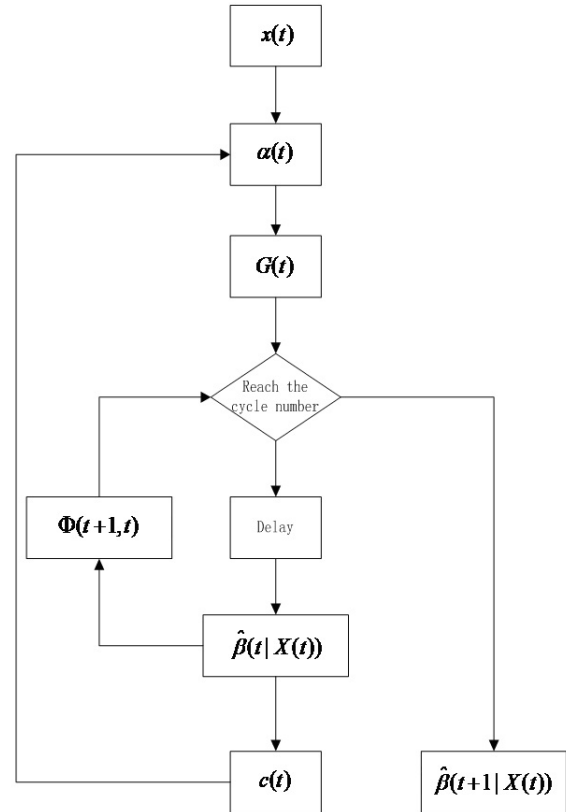 x(t)
α(t)
G(t)
Reach the
cycle number
Φ(t+1,t)
Delay
β̂(t|X(t))
c(t)
β̂(t+1|X(t))